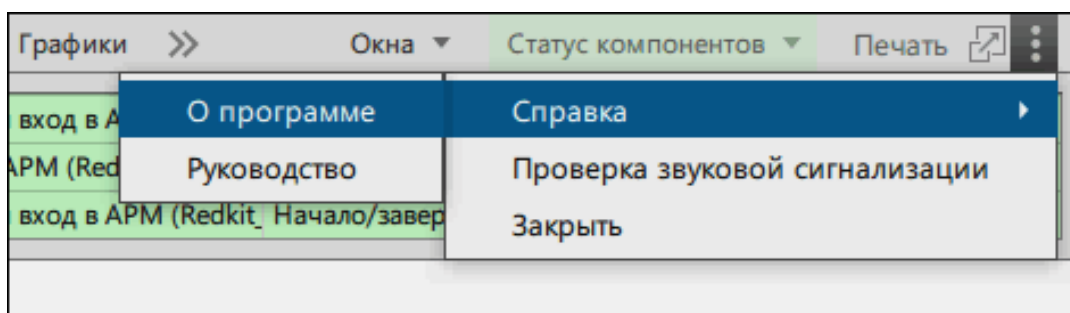 Графики Окна Статус компонентов Печать
О программе Справка
вход в А
Руководство Проверка звуковой сигнализации
АРМ (Red
Закрыть
вход в АРМ (Redkit_ Начало/завер